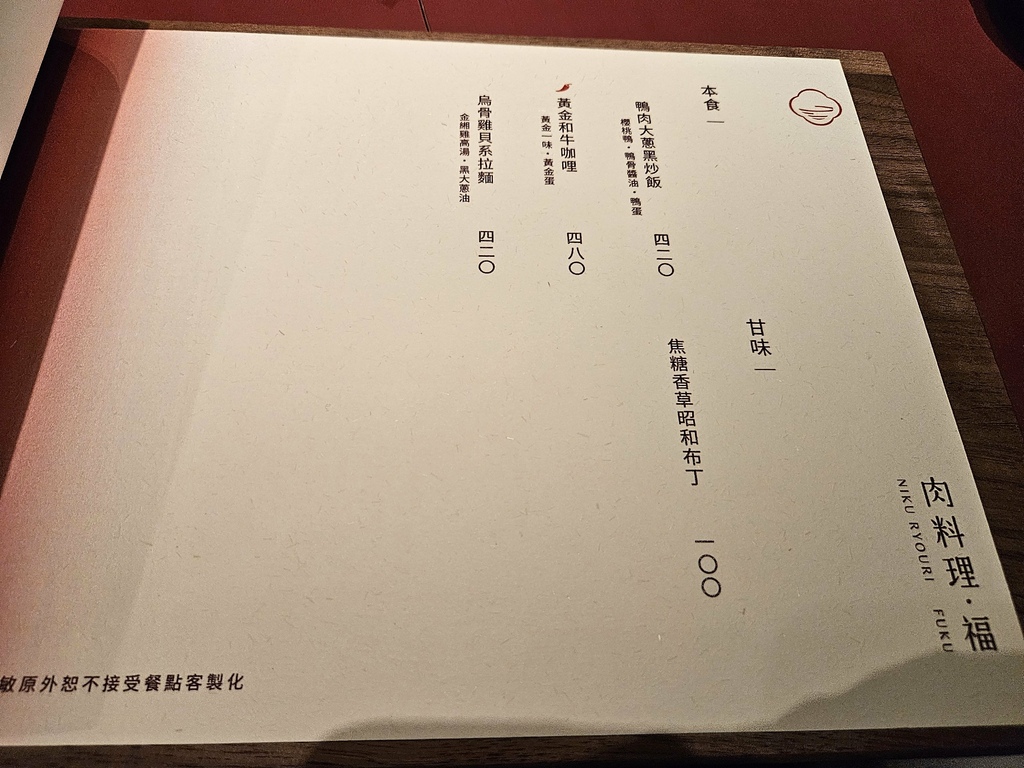 本食｜
鴨肉大蔥黑炒飯
櫻桃鴨・鴨骨醬油・鴨蛋
四二〇
黃金和牛咖哩
黃金一味・黃金蛋
四八〇
烏骨雞貝系拉麵
金緗雞高湯・黑大蔥油
四二〇
甘味｜
焦糖香草昭和布丁
一〇〇
肉料理・福
NIKU RYOURI FUKU
敏原外恕不接受餐點客製化